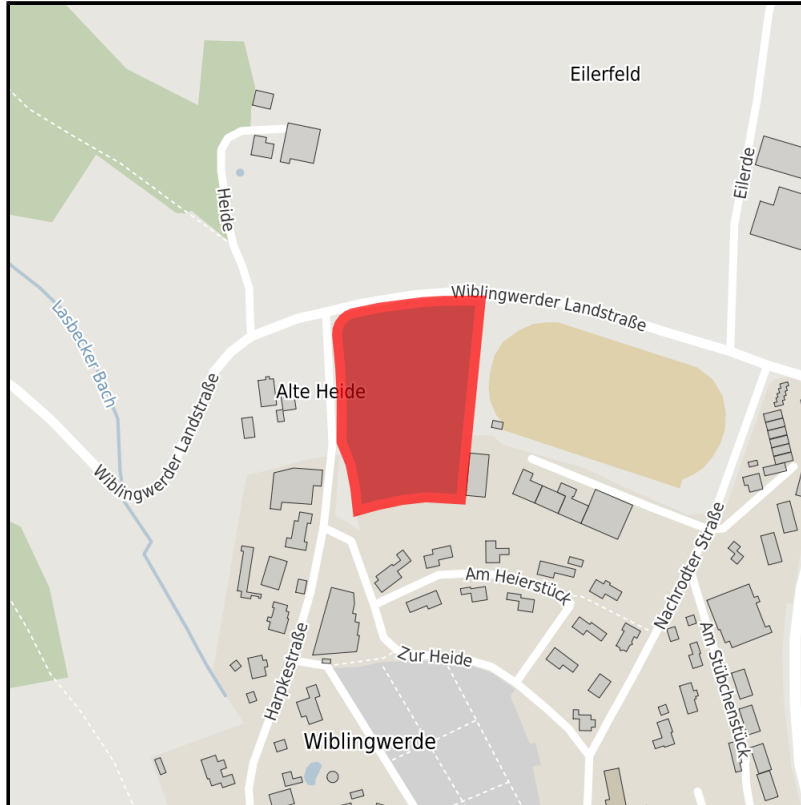 Eilerfeld
Eilerde
Heide
Wiblingwerder Landstraße
Lasbecker Bach
Alte Heide
Wiblingwerder Landstraße
Nachrodter Straße
Am Heierstück
Am Stübchenstück
Harpkestraße
Zur Heide
Wiblingwerde